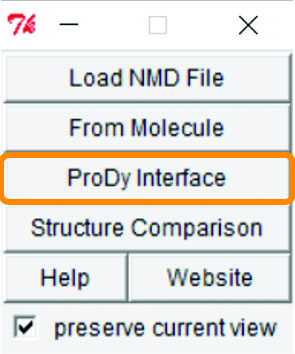 Load NMD File
From Molecule
ProDy Interface
Structure Comparison
Help Website
preserve current view